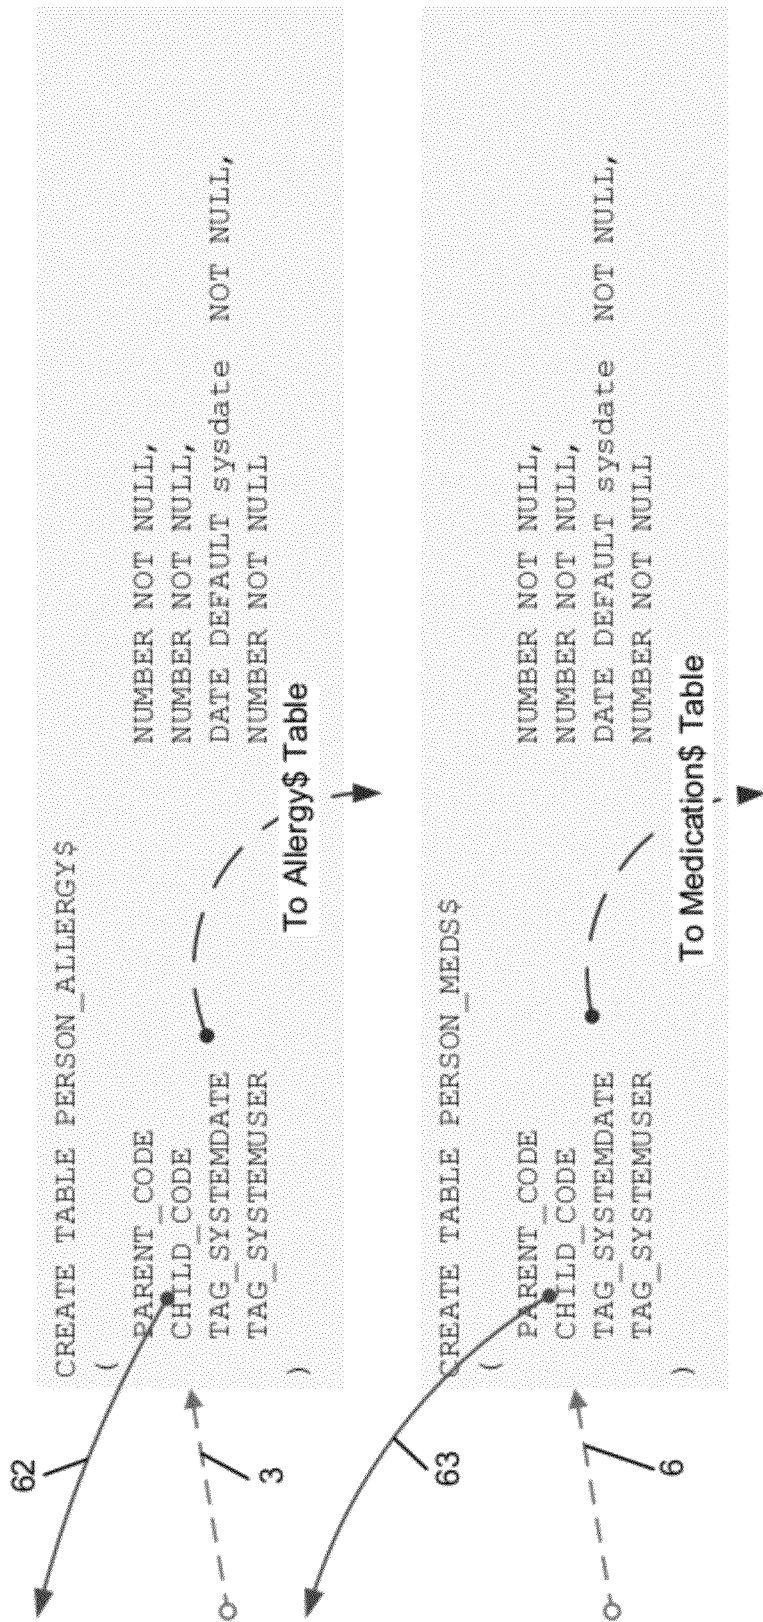 CREATE TABLE PERSON_ALLERGY$
(
PARENT_CODE NUMBER NOT NULL,
CHILD_CODE NUMBER NOT NULL,
TAG_SYSTEMDATE DATE DEFAULT sysdate NOT NULL,
TAG_SYSTEMUSER NUMBER NOT NULL
)
To Allergy$ Table
62
3
CREATE TABLE PERSON_MEDS$
(
PARENT_CODE NUMBER NOT NULL,
CHILD_CODE NUMBER NOT NULL,
TAG_SYSTEMDATE DATE DEFAULT sysdate NOT NULL,
TAG_SYSTEMUSER NUMBER NOT NULL
)
To Medication$ Table
63
6